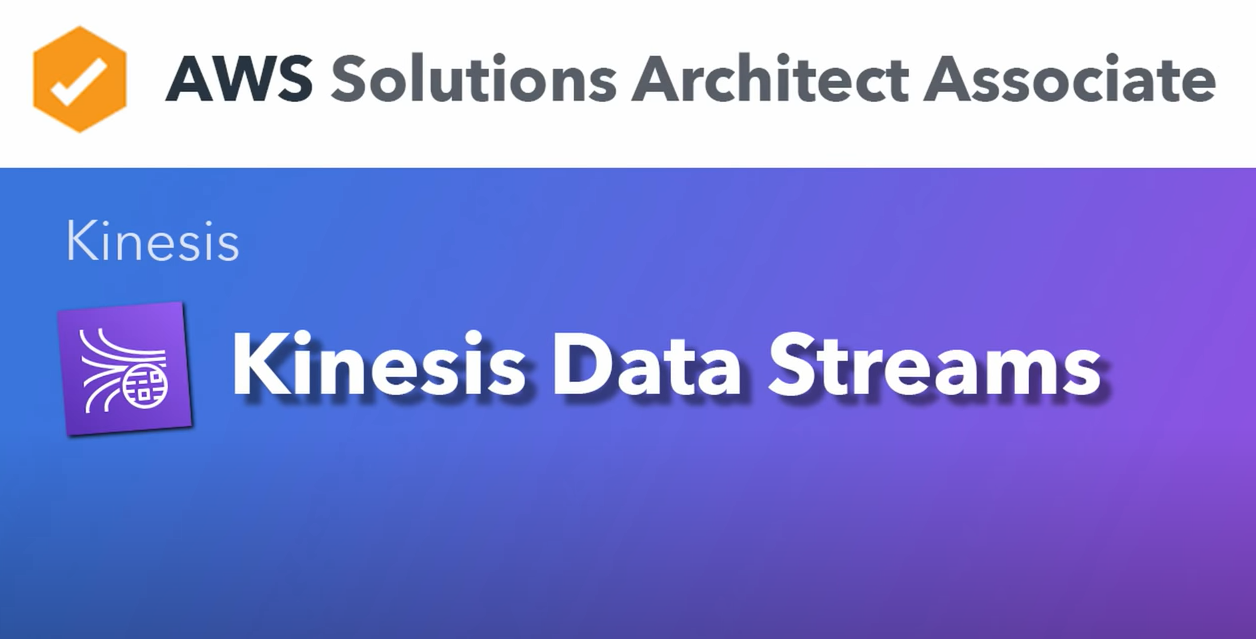 AWS Solutions Architect Associate
Kinesis
Kinesis Data Streams